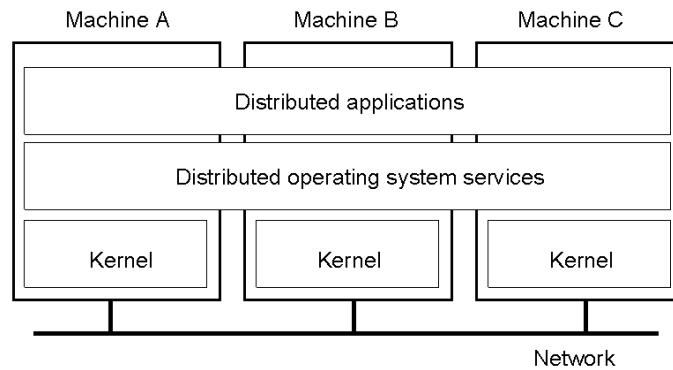 Machine A Machine B Machine C
Distributed applications
Distributed operating system services
Kernel Kernel Kernel
Network